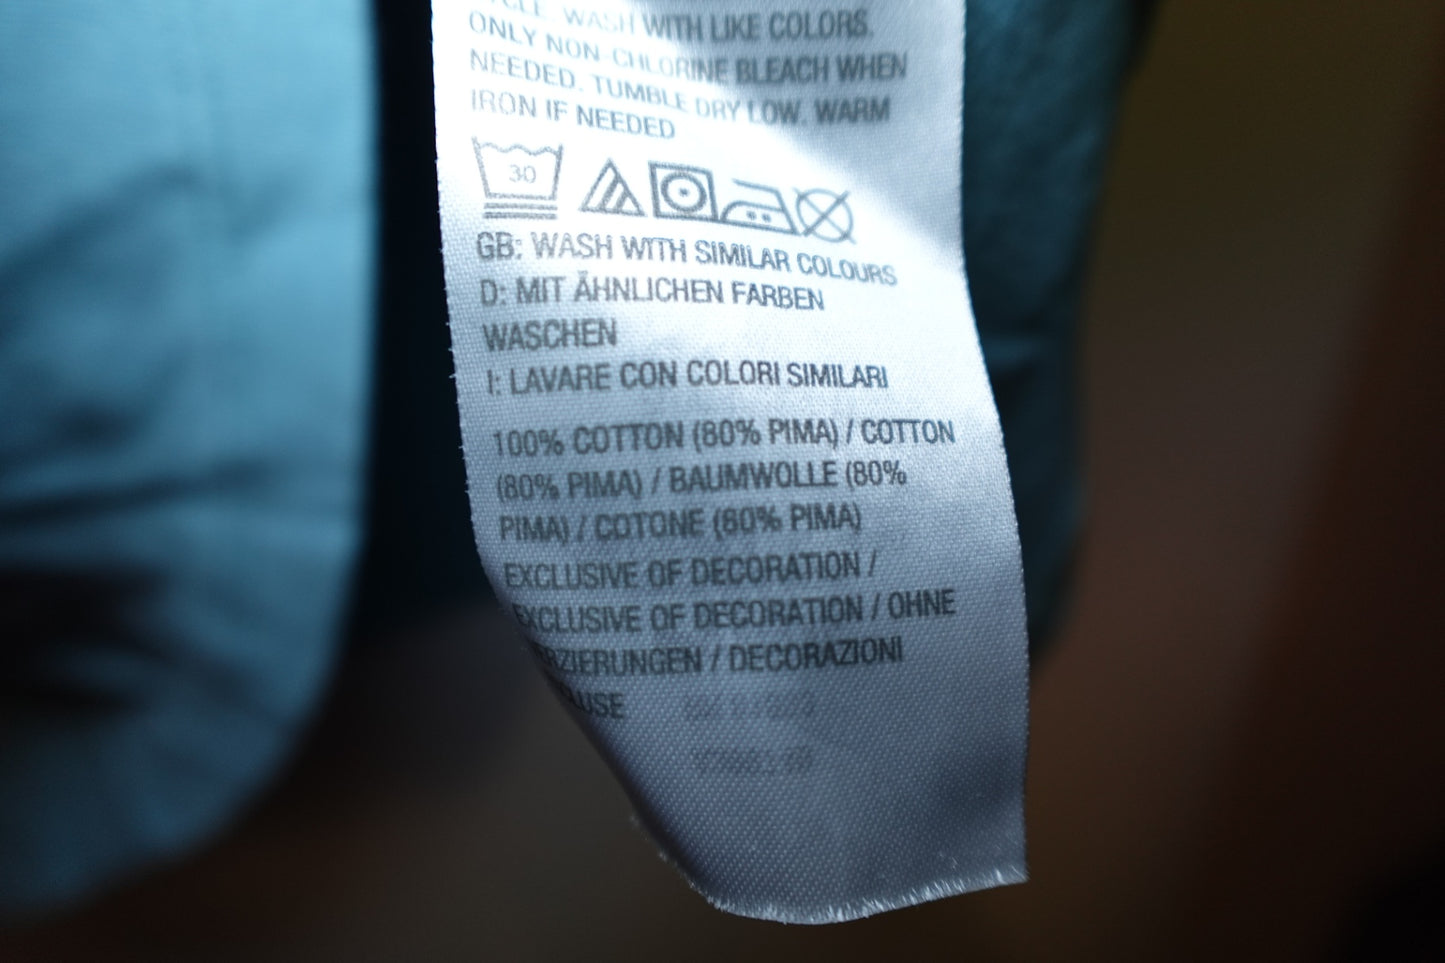 WASH WITH LIKE COLORS.
ONLY NON-CHLORINE BLEACH WHEN
NEEDED. TUMBLE DRY LOW. WARM
IRON IF NEEDED
30
GB: WASH WITH SIMILAR COLOURS
D: MIT ÄHNLICHEN FARBEN
WASCHEN
I: LAVARE CON COLORI SIMILARI
100% COTTON (80% PIMA) / COTTON
(80% PIMA) / BAUMWOLLE (80%
PIMA) / COTONE (80% PIMA)
EXCLUSIVE OF DECORATION /
EXCLUSIVE OF DECORATION / OHNE
/ DECORAZIONI